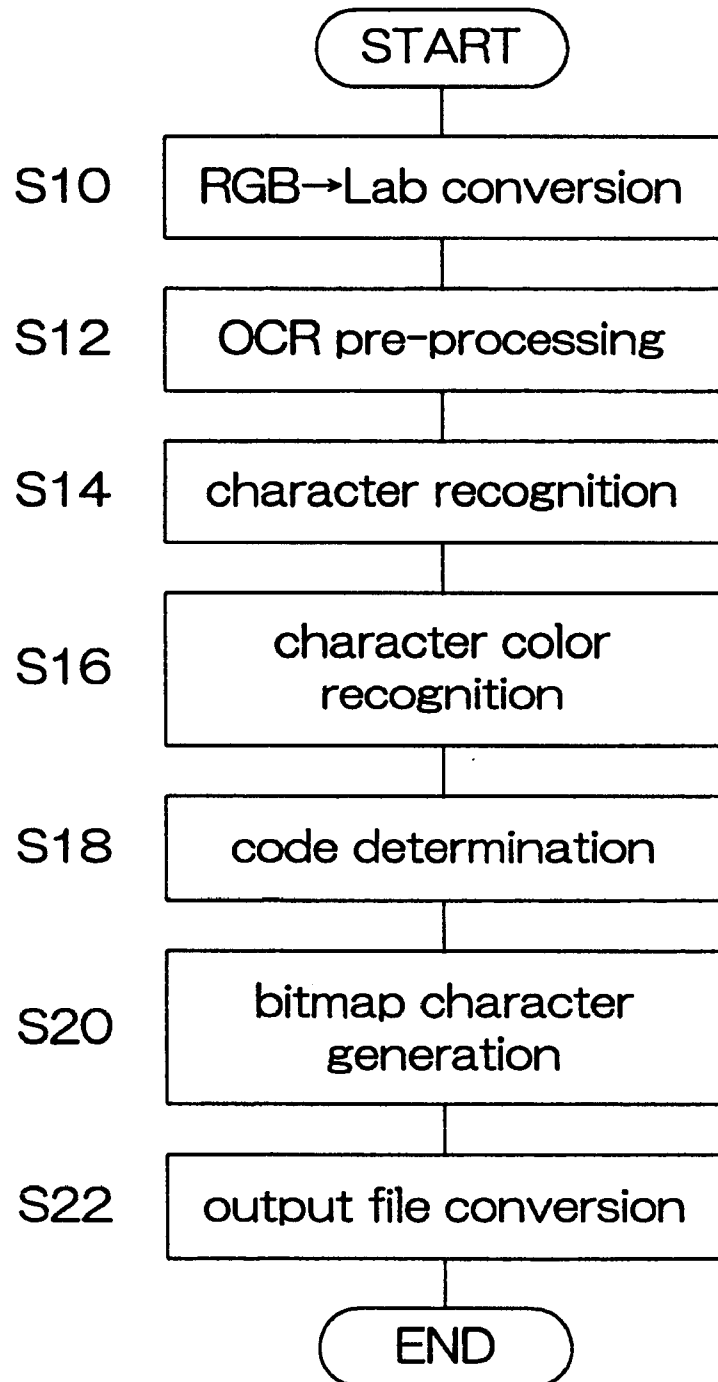 START
S10 RGB→Lab conversion
S12 OCR pre-processing
S14 character recognition
S16 character color
recognition
S18 code determination
S20 bitmap character
generation
S22 output file conversion
END